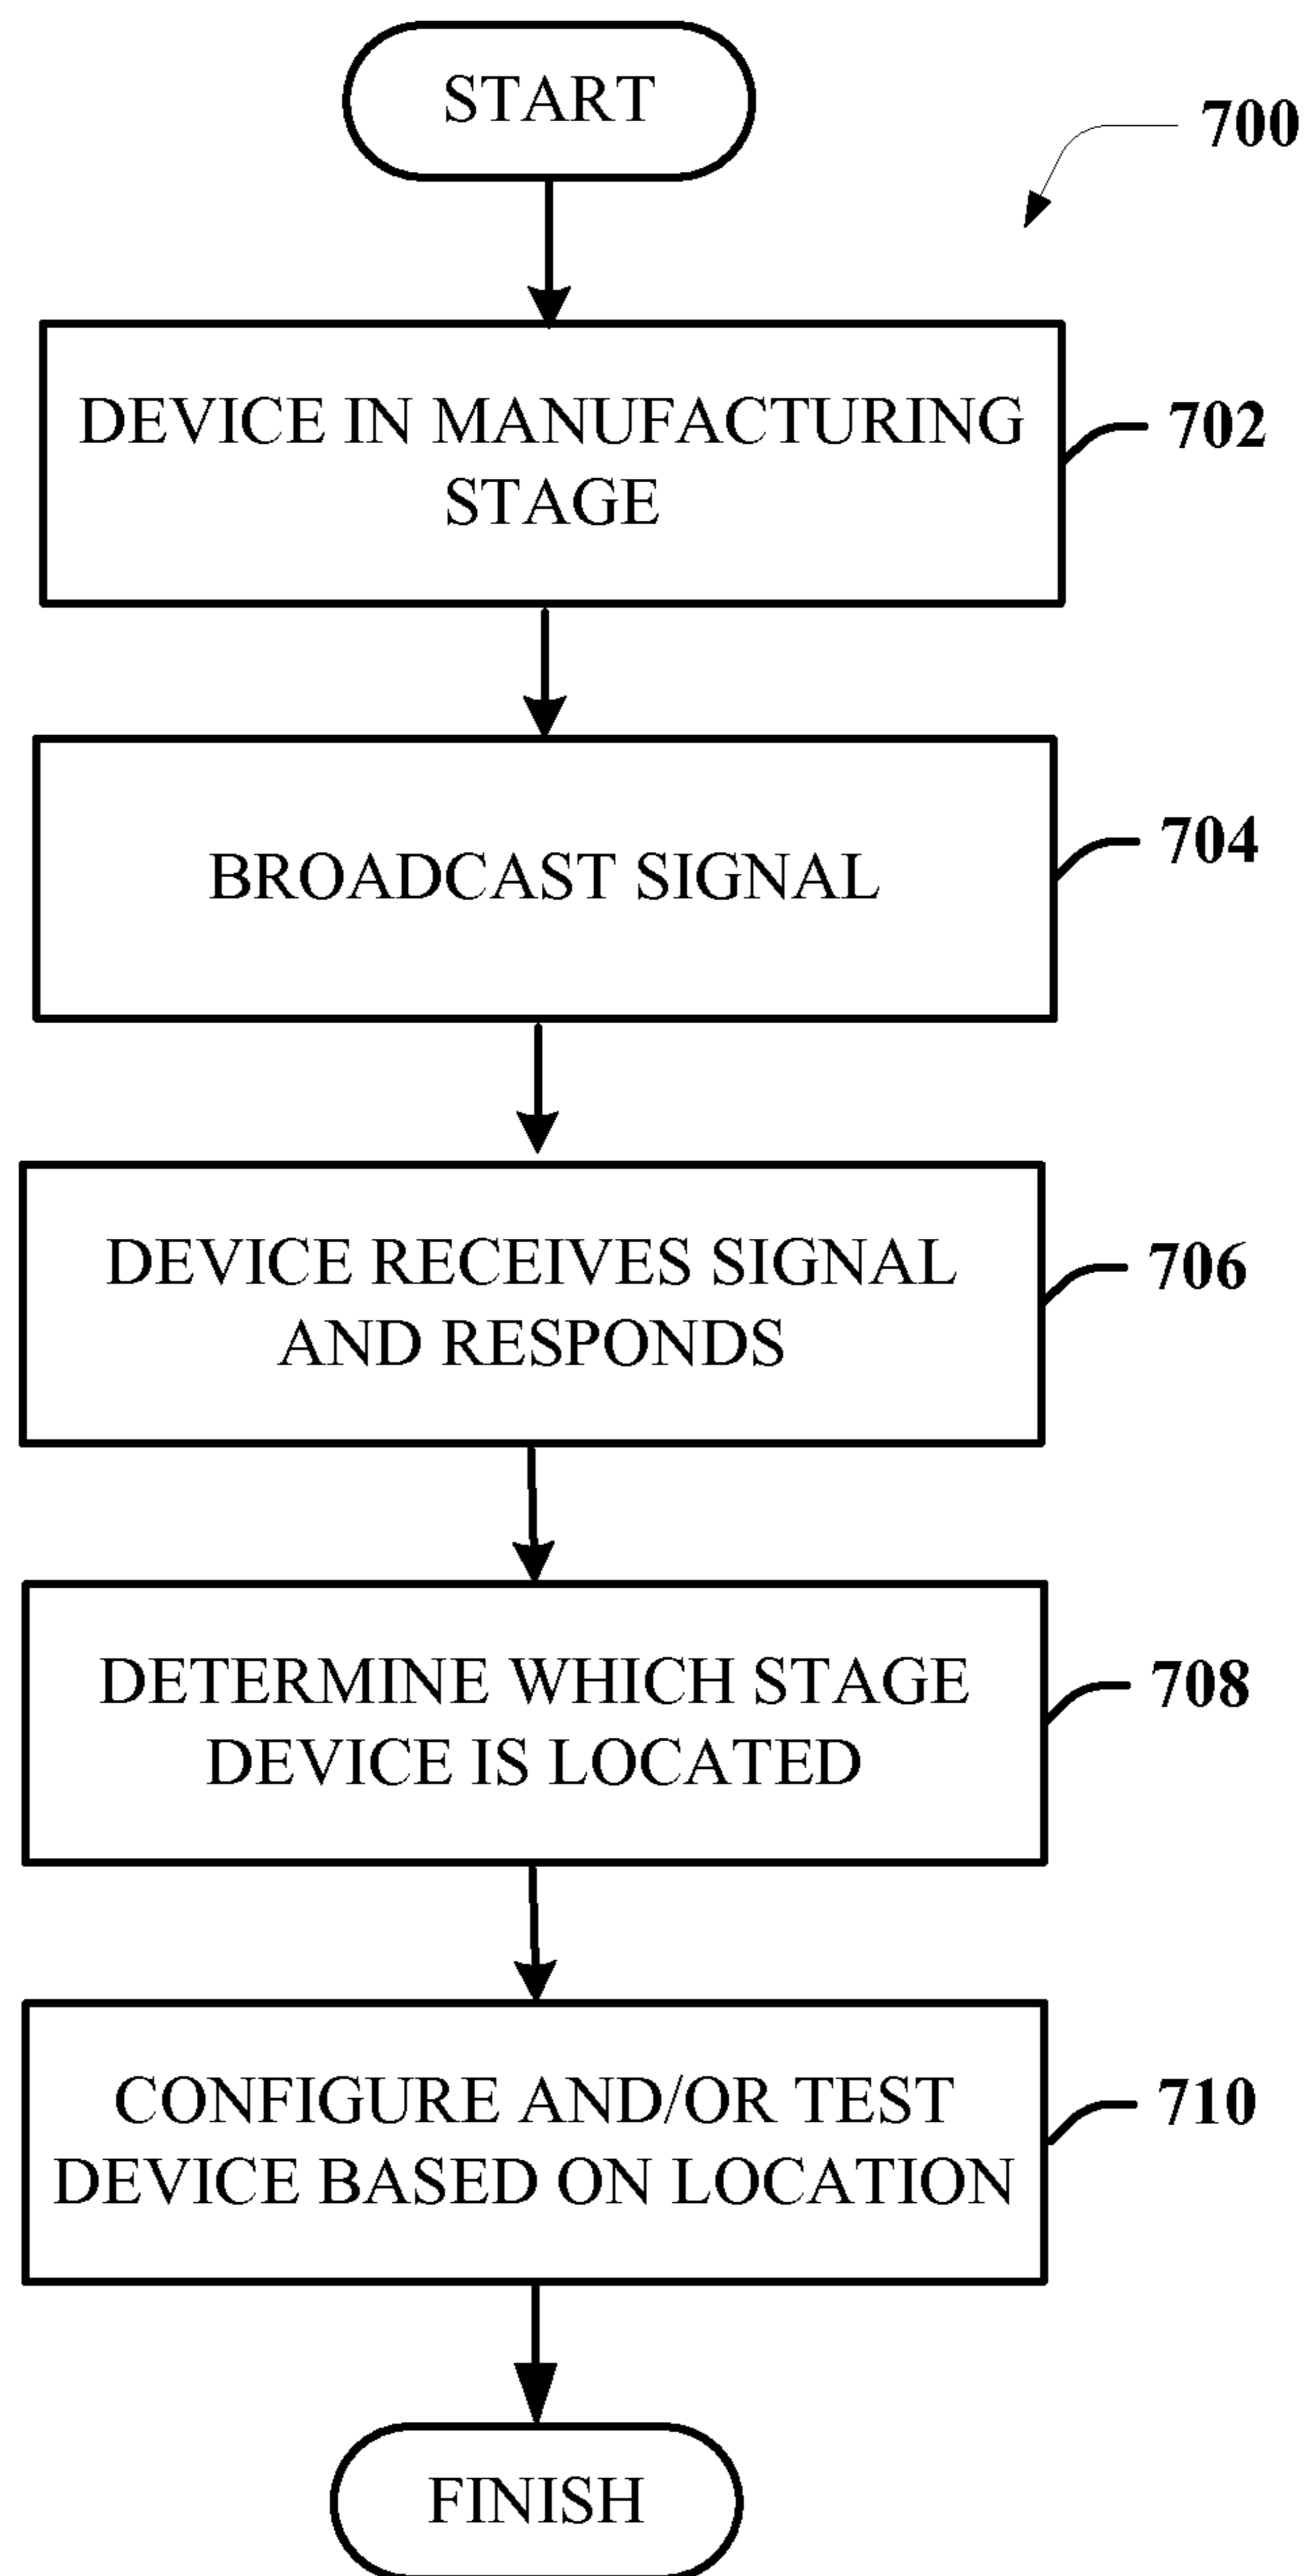 START
700
DEVICE IN MANUFACTURING
STAGE
702
BROADCAST SIGNAL
704
DEVICE RECEIVES SIGNAL
AND RESPONDS
706
DETERMINE WHICH STAGE
DEVICE IS LOCATED
708
CONFIGURE AND/OR TEST
DEVICE BASED ON LOCATION
710
FINISH